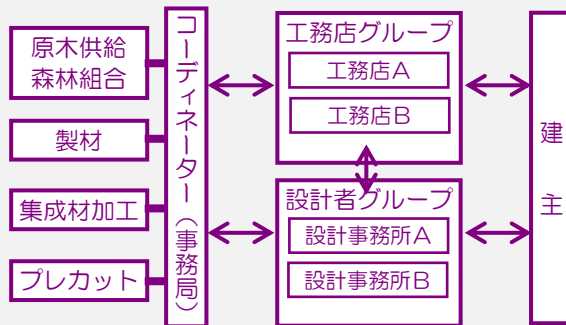 原木供給
森林組合
製材
集成材加工
プレカット
コーディネーター（事務局）
工務店グループ
工務店A
工務店B
設計者グループ
設計事務所A
設計事務所B
建主